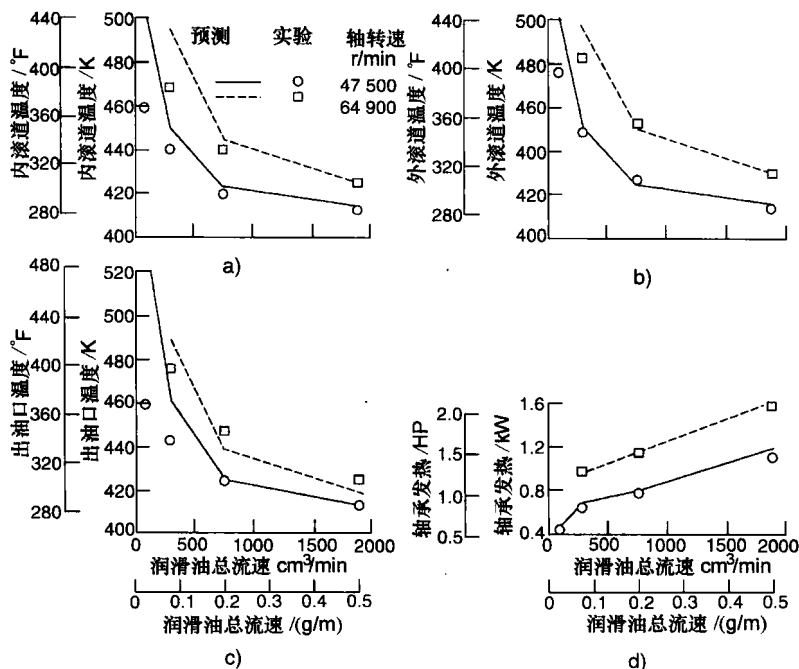 内滚道温度/°F
440
400
360
320
280
内滚道温度/K
500
480
460
440
420
400
预测 实验 轴转速
r/min
47 500
64 900
a)
外滚道温度/°F
440
400
360
320
280
外滚道温度/K
500
480
460
440
420
400
b)
出油口温度/°F
480
440
400
360
320
280
出油口温度/K
520
500
480
460
440
420
400
0 500 1000 1500 2000
润滑油总流速 cm³/min
0 0.1 0.2 0.3 0.4 0.5
润滑油总流速/(g/m)
c)
轴承发热/HP
2.0
1.5
1.0
0.5
轴承发热/kW
1.6
1.2
0.8
0.4
0 500 1000 1500 2000
润滑油总流速 cm³/min
0 0.1 0.2 0.3 0.4 0.5
润滑油总流速/(g/m)
d)